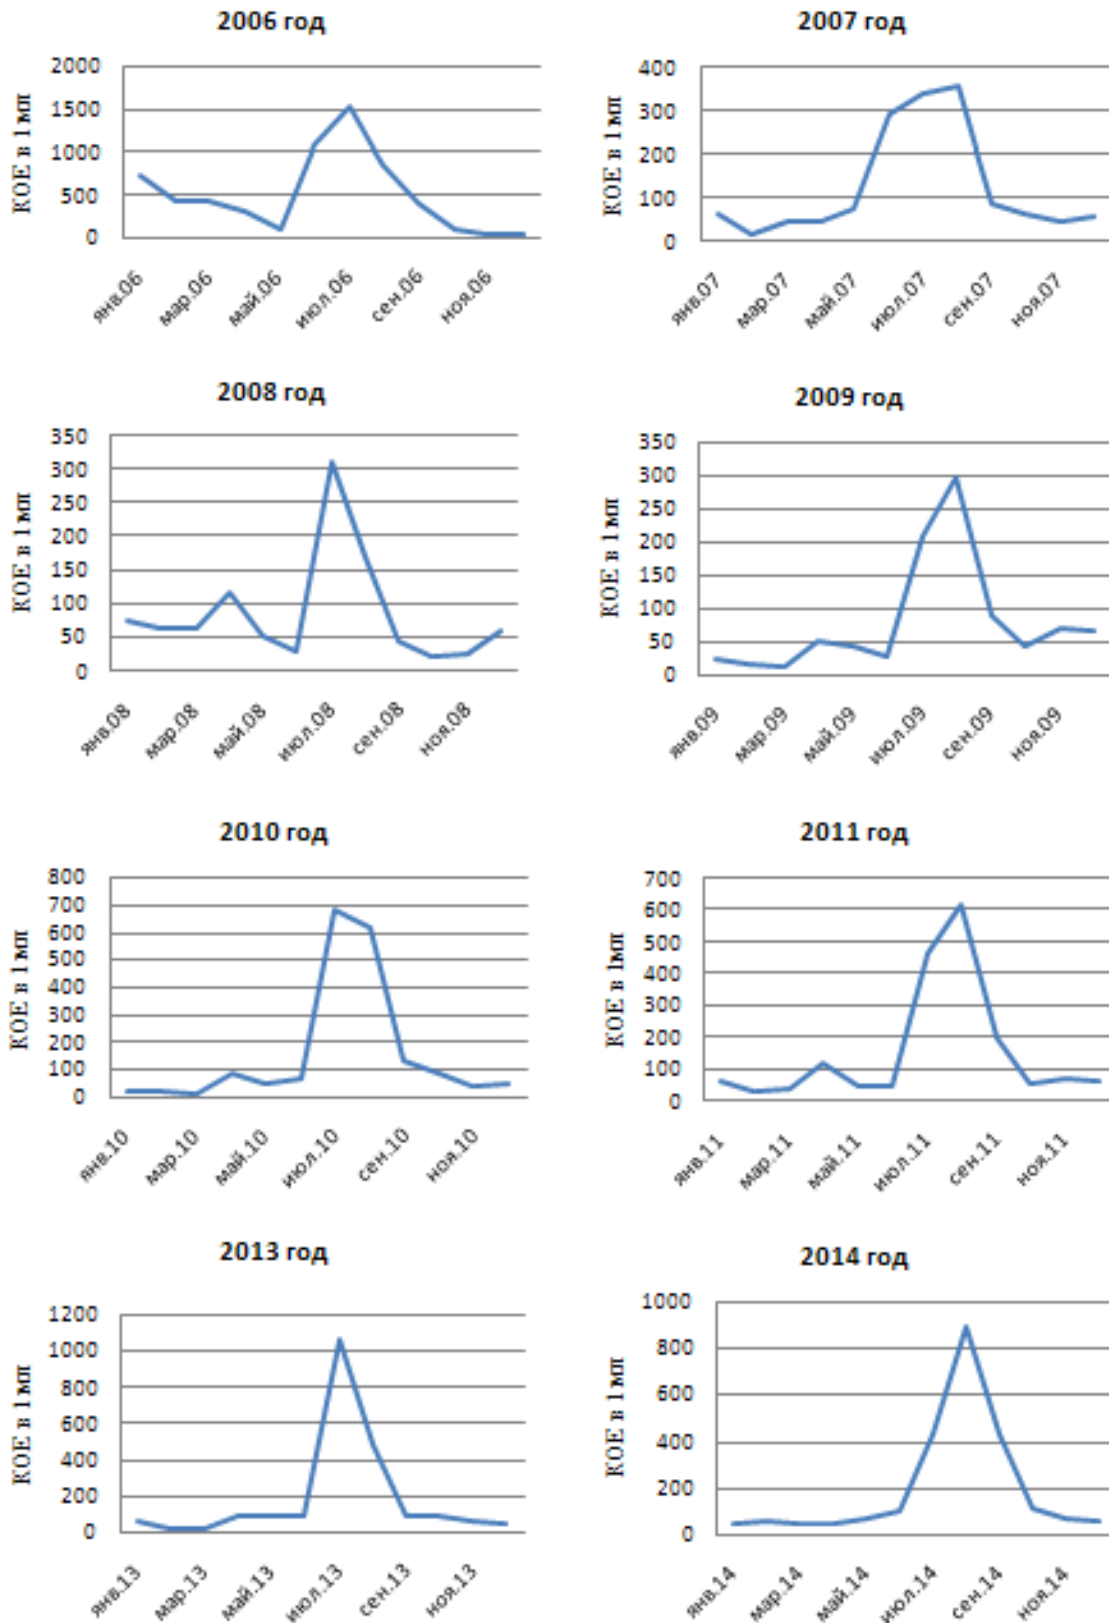 2006 год
КОЕ в 1 мл
2000
1500
1000
500
0
янв.06
мар.06
май.06
июл.06
сен.06
ноя.06
2007 год
КОЕ в 1 мл
400
300
200
100
0
янв.07
мар.07
май.07
июл.07
сен.07
ноя.07
2008 год
КОЕ в 1 мл
350
300
250
200
150
100
50
0
янв.08
мар.08
май.08
июл.08
сен.08
ноя.08
2009 год
КОЕ в 1 мл
350
300
250
200
150
100
50
0
янв.09
мар.09
май.09
июл.09
сен.09
ноя.09
2010 год
КОЕ в 1 мл
800
700
600
500
400
300
200
100
0
янв.10
мар.10
май.10
июл.10
сен.10
ноя.10
2011 год
КОЕ в 1мл
700
600
500
400
300
200
100
0
янв.11
мар.11
май.11
июл.11
сен.11
ноя.11
2013 год
КОЕ в 1 мл
1200
1000
800
600
400
200
0
янв.13
мар.13
май.13
июл.13
сен.13
ноя.13
2014 год
КОЕ в 1 мл
1000
800
600
400
200
0
янв.14
мар.14
май.14
июл.14
сен.14
ноя.14